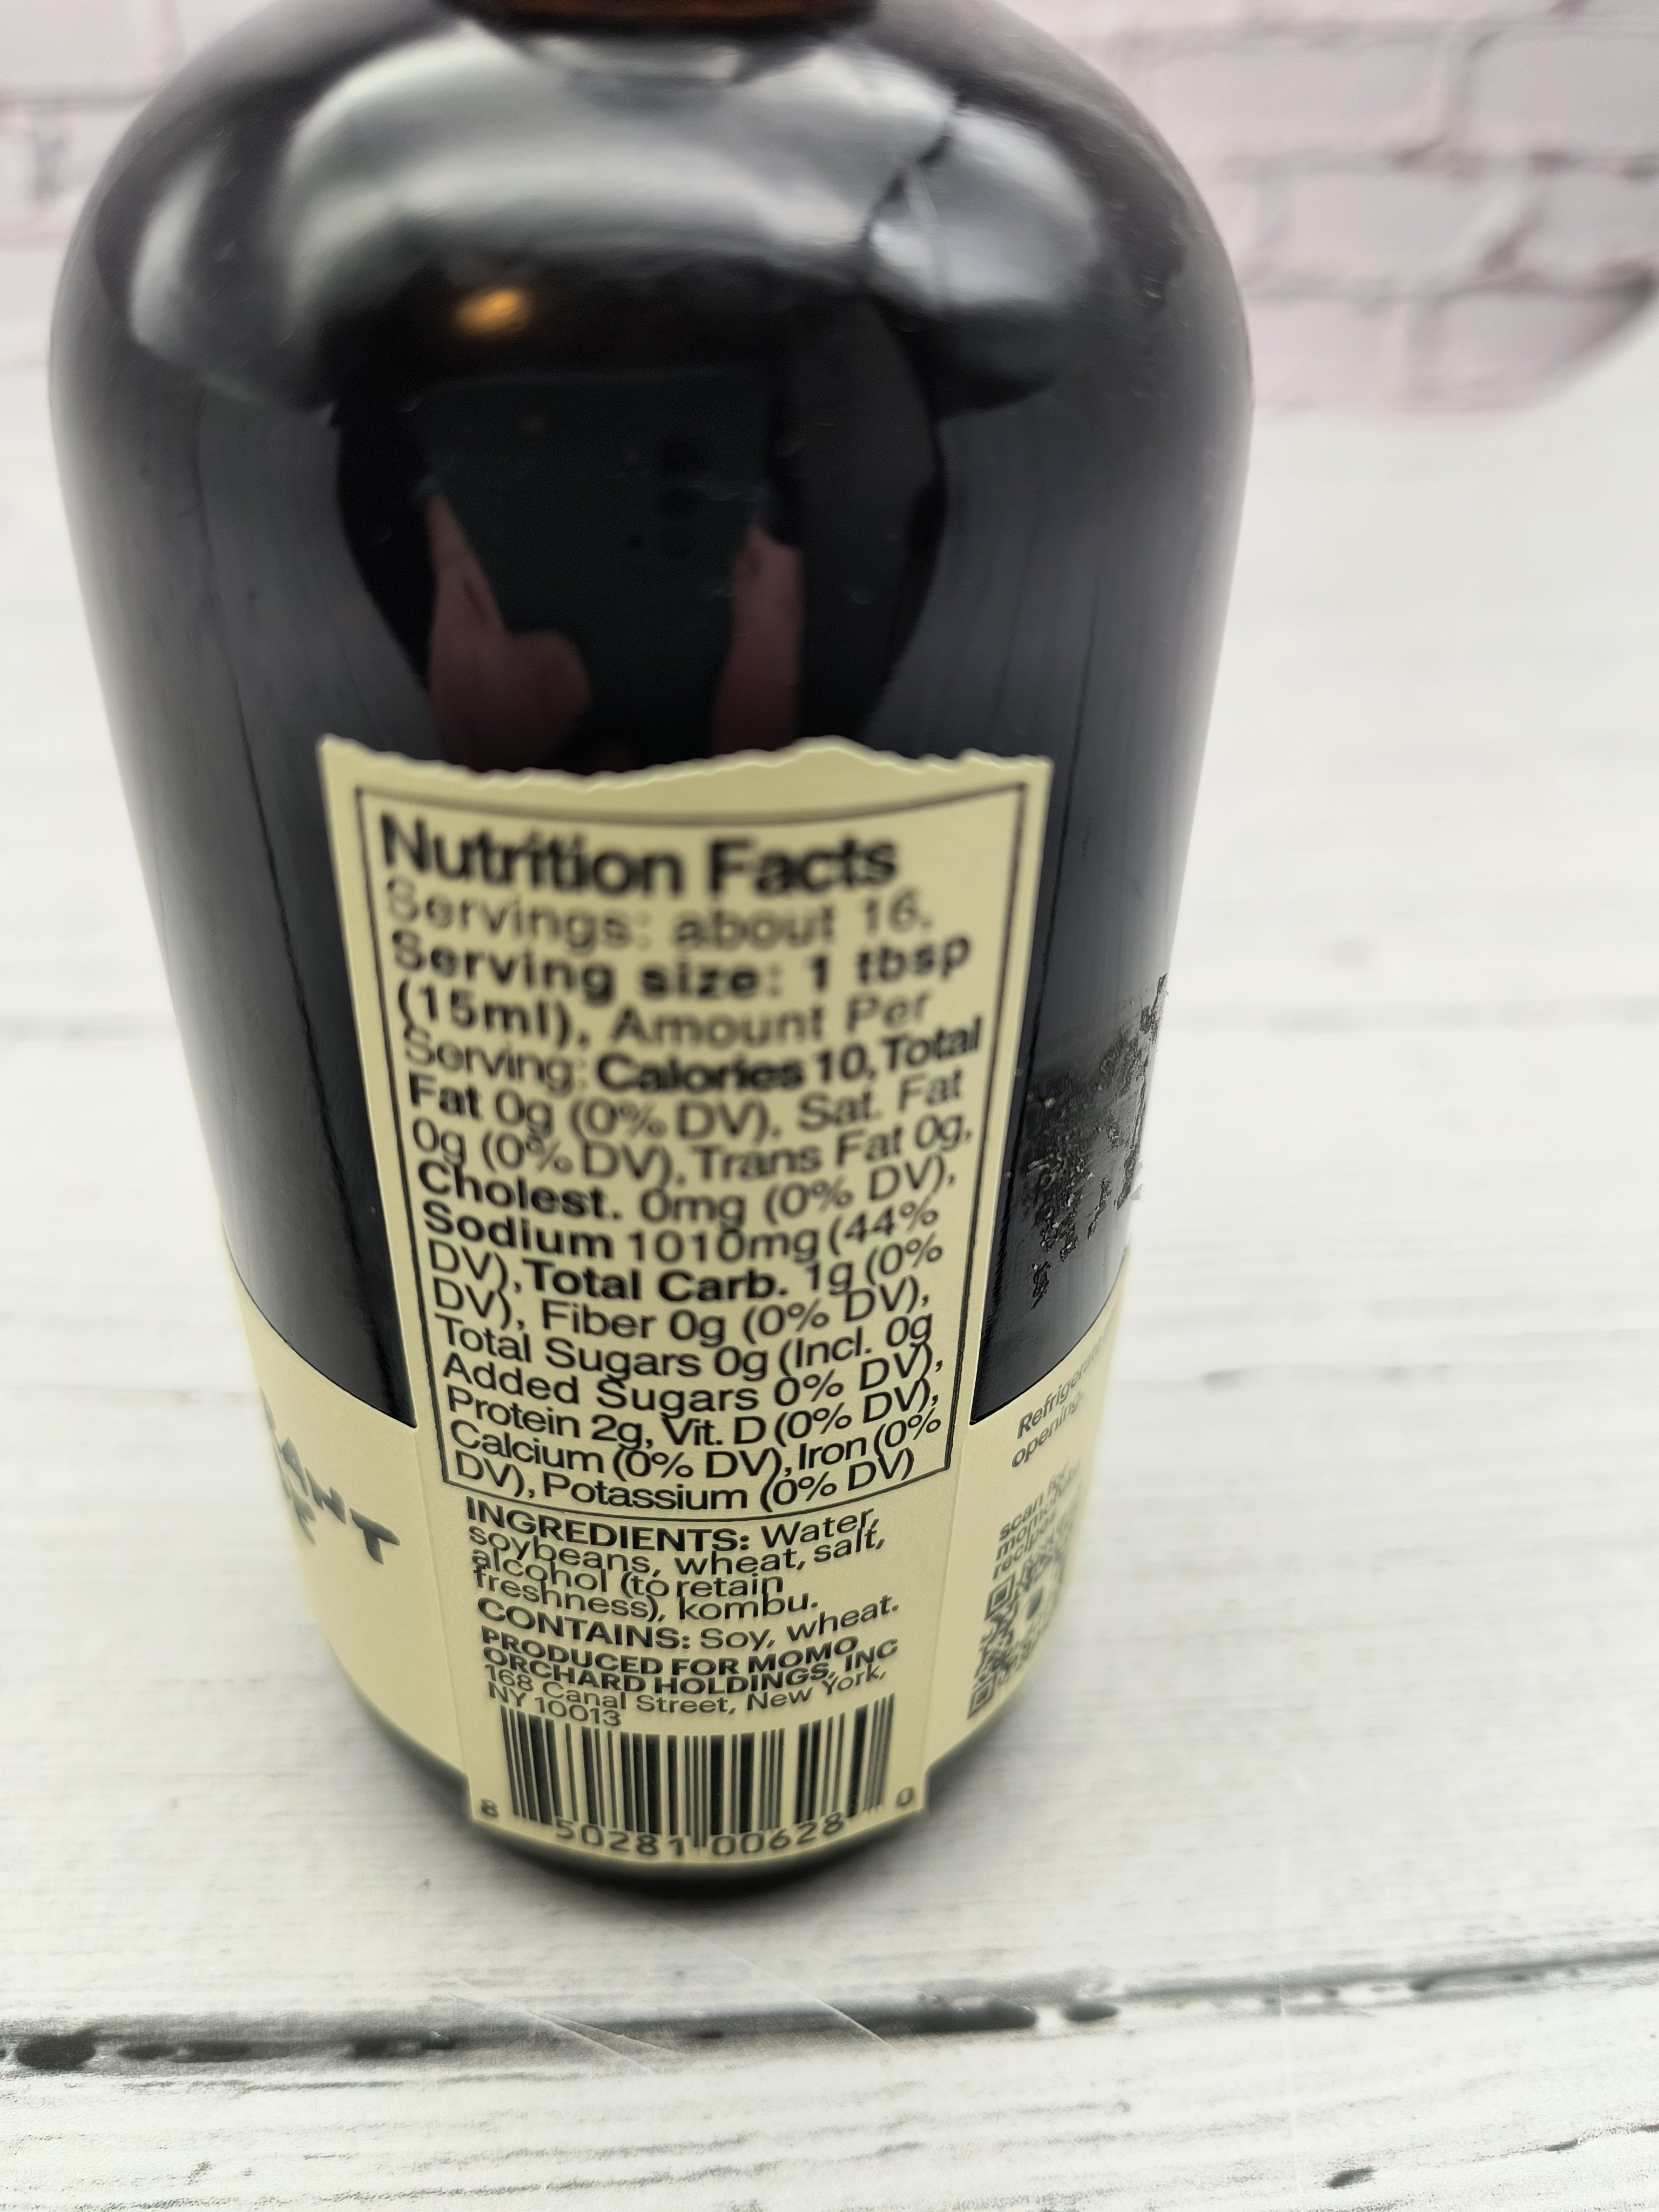 Nutrition Facts
Servings: about 16,
Serving size: 1 tbsp
(15ml), Amount Per
Serving: Calories 10, Total
Fat 0g (0% DV), Sat. Fat
0g (0% DV), Trans Fat 0g,
Cholest. 0mg (0% DV),
Sodium 1010mg (44%
DV), Total Carb. 1g (0%
DV), Fiber 0g (0% DV),
Total Sugars 0g (Incl. 0g
Added Sugars 0% DV),
Protein 2g, Vit. D (0% DV),
Calcium (0% DV), Iron (0%
DV), Potassium (0% DV)
INGREDIENTS: Water,
soybeans, wheat, salt,
alcohol (to retain
freshness), kombu.
CONTAINS: Soy, wheat.
PRODUCED FOR MOMO
ORCHARD HOLDINGS, INC
168 Canal Street, New York,
NY 10013
8 50281 00628 0
opening
scan for